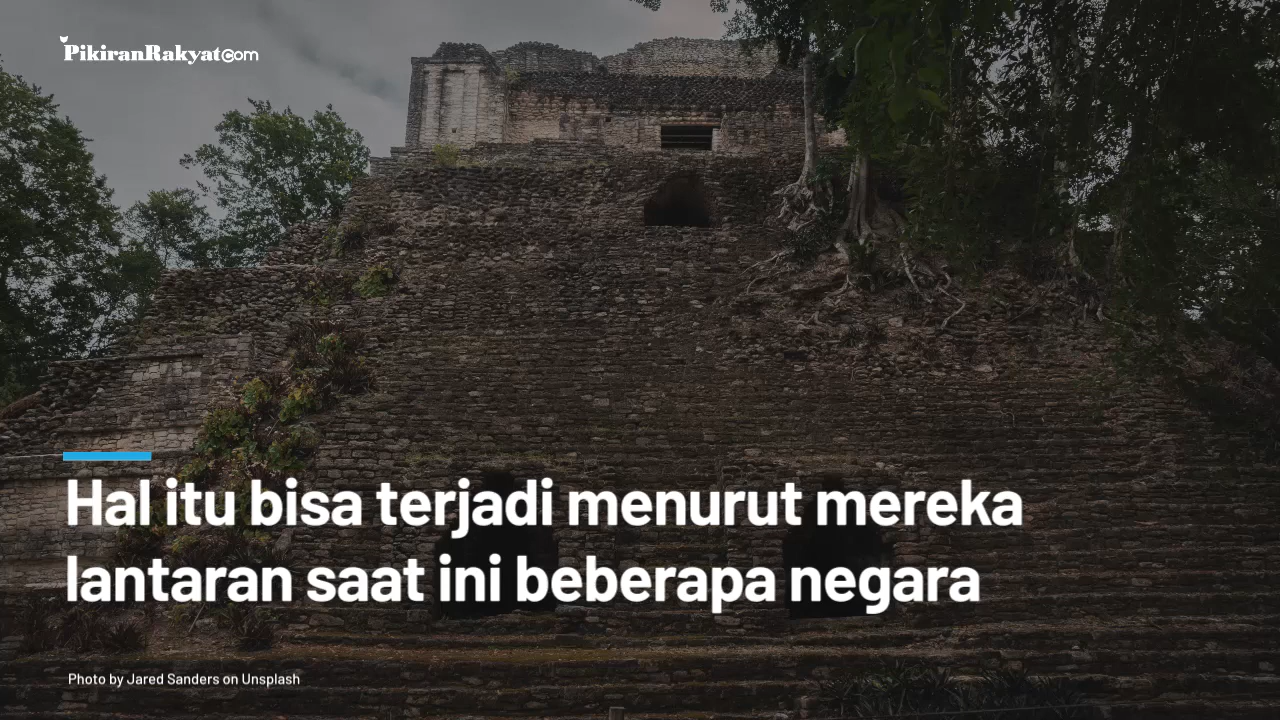 PikiranRakyat.com
Hal itu bisa terjadi menurut mereka
lantaran saat ini beberapa negara
Photo by Jared Sanders on Unsplash